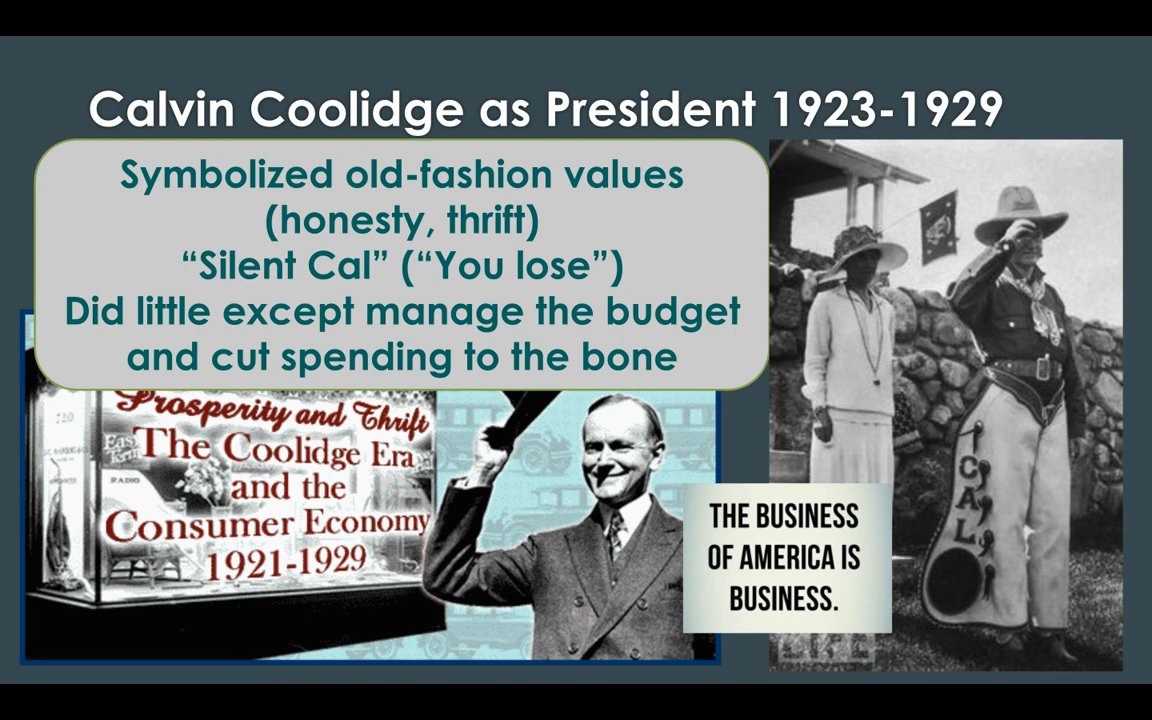 Calvin Coolidge as President 1923-1929
Symbolized old-fashion values
(honesty, thrift)
“Silent Cal” (“You lose”)
Did little except manage the budget
and cut spending to the bone
Prosperity and Thrift
The Coolidge Era
and the
Consumer Economy
1921-1929
RADIO
THE BUSINESS
OF AMERICA IS
BUSINESS.
CAL
LIFE